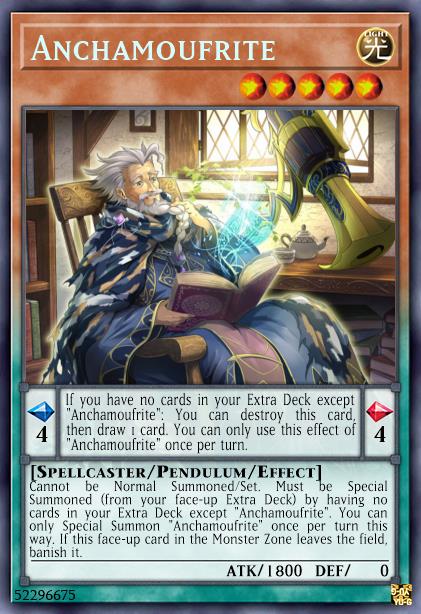 Anchamoufrite
LIGHT
光
If you have no cards in your Extra Deck except
"Anchamoufrite": You can destroy this card,
then draw 1 card. You can only use this effect of
"Anchamoufrite" once per turn.
4
4
[Spellcaster/Pendulum/Effect]
Cannot be Normal Summoned/Set. Must be Special
Summoned (from your face-up Extra Deck) by having no
cards in your Extra Deck except "Anchamoufrite". You can
only Special Summon "Anchamoufrite" once per turn this
way. If this face-up card in the Monster Zone leaves the field,
banish it.
ATK/1800 DEF/ 0
52296675